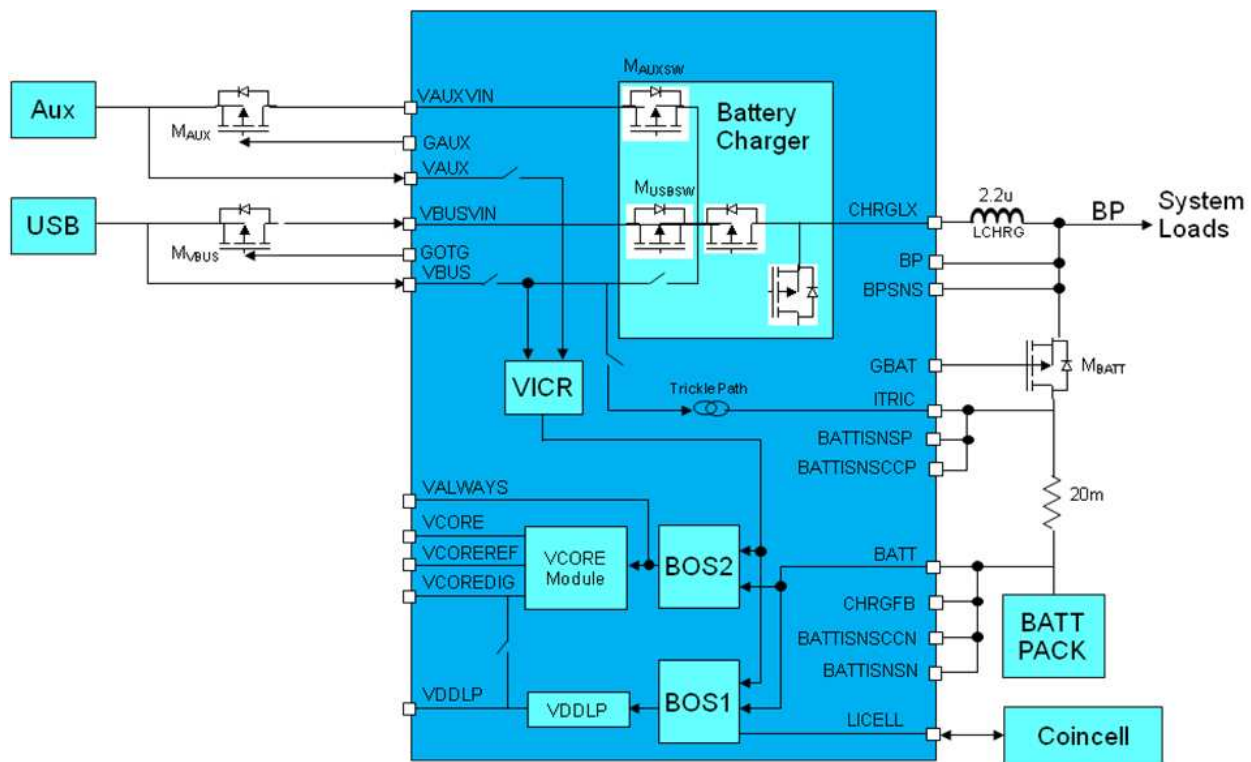 MAUXSW
Aux
VAUXVIN
Battery
Charger
MAUX
GAUX
VAUX
MUSBSW
USB
VBUSVIN
CHRGLX
2.2u
LCHRG
BP
System
Loads
MVBUS
GOTG
VBUS
BP
BPSNS
GBAT
MBATT
VICR
Trickle Path
ITRIC
BATTISNSP
BATTISNSCCP
20m
VALWAYS
VCORE
VCOREREF
VCOREDIG
VCORE
Module
BOS2
BATT
CHRGFB
BATTISNSCCN
BATTISNSN
BATT
PACK
VDDLP
VDDLP
BOS1
LICELL
Coincell